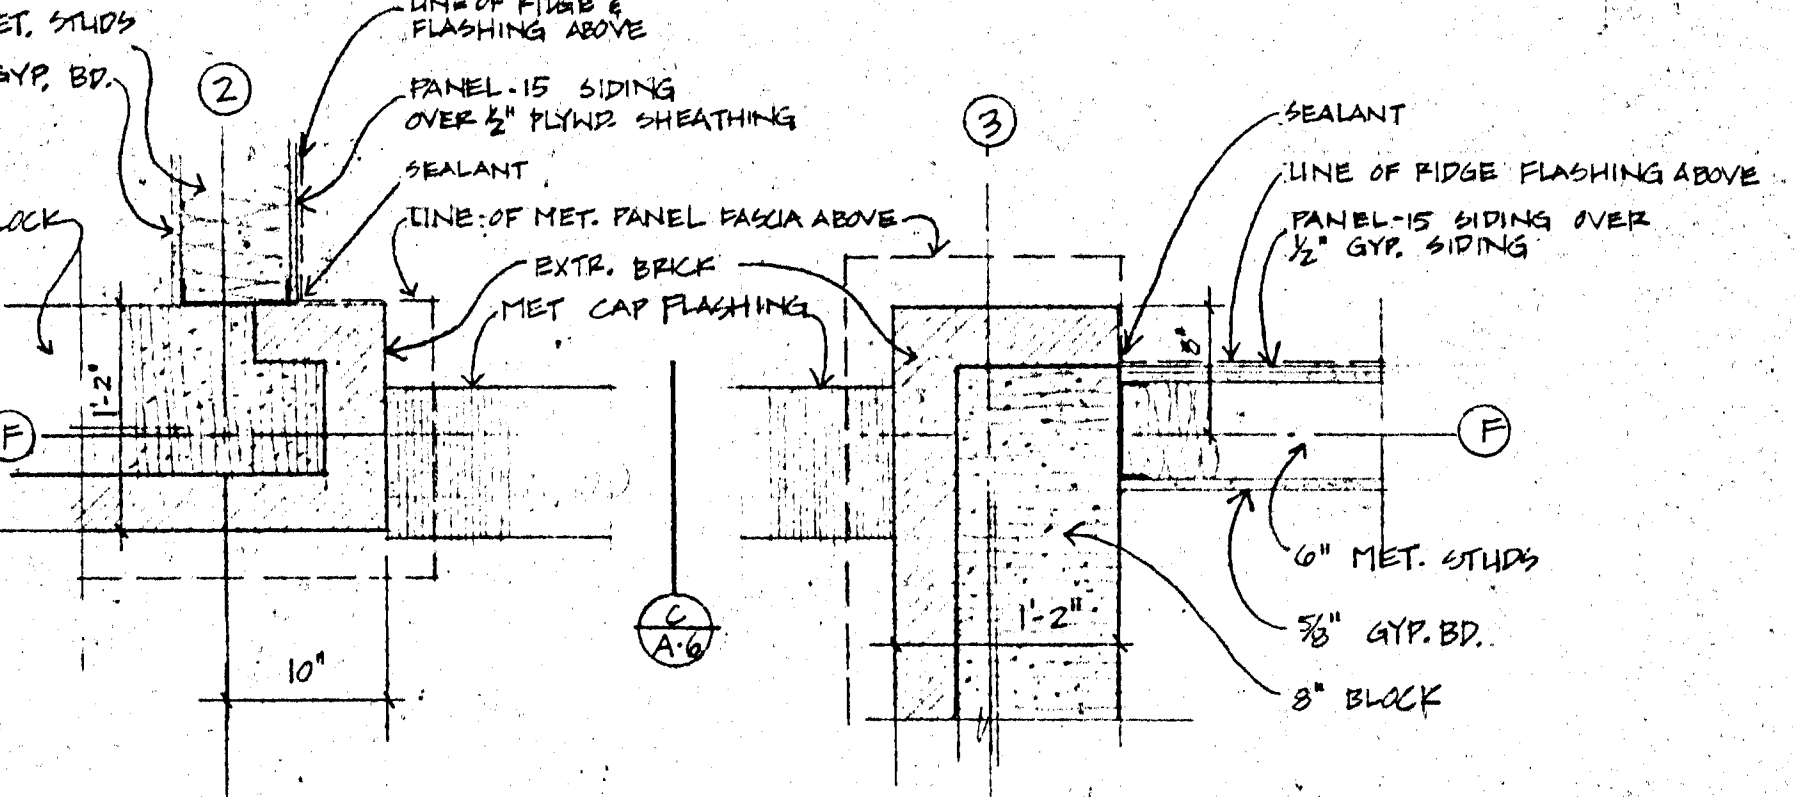 MET. STUDS
GYP. BD.
2
LINE OF RIDGE &
FLASHING ABOVE
PANEL-15 SIDING
OVER ½" PLYWD. SHEATHING
SEALANT
LINE OF MET. PANEL FASCIA ABOVE
EXTR. BRICK
MET CAP FLASHING
BLOCK
1'-2"
F
10"
C
A.6
3
SEALANT
LINE OF RIDGE FLASHING ABOVE
PANEL-15 SIDING OVER
½" GYP. SIDING
8"
F
6" MET. STUDS
5/8" GYP. BD.
1'-2"
8" BLOCK